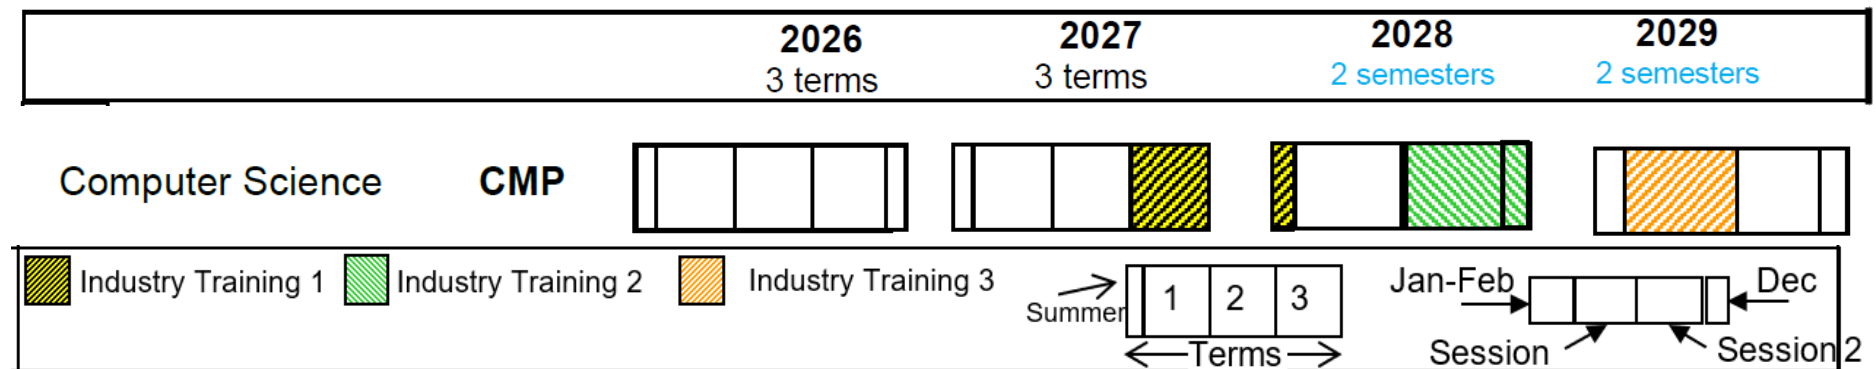 2026 2027 2028 2029
3 terms 3 terms 2 semesters 2 semesters
Computer Science CMP
Industry Training 1 Industry Training 2 Industry Training 3
Summer 1 2 3
Terms
Jan-Feb Dec
Session Session 2